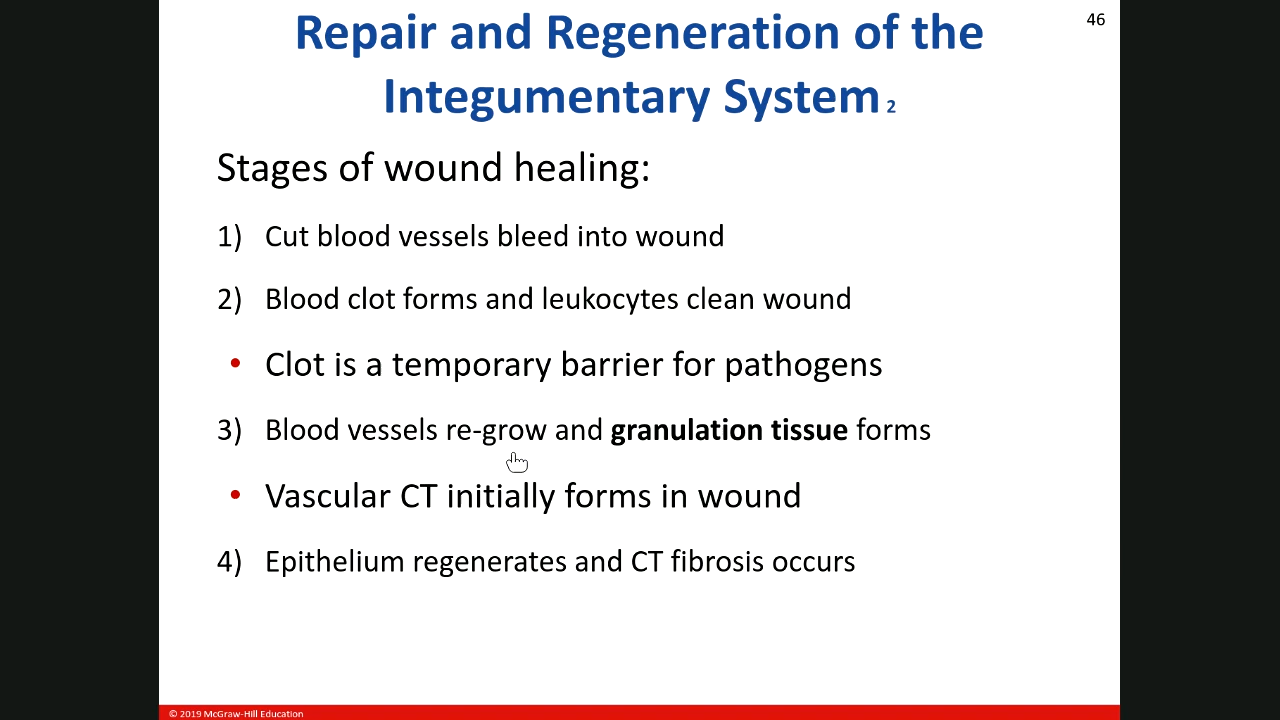 46
Repair and Regeneration of the
Integumentary System 2
Stages of wound healing:
1) Cut blood vessels bleed into wound
2) Blood clot forms and leukocytes clean wound
• Clot is a temporary barrier for pathogens
3) Blood vessels re-grow and granulation tissue forms
• Vascular CT initially forms in wound
4) Epithelium regenerates and CT fibrosis occurs
© 2019 McGraw-Hill Education